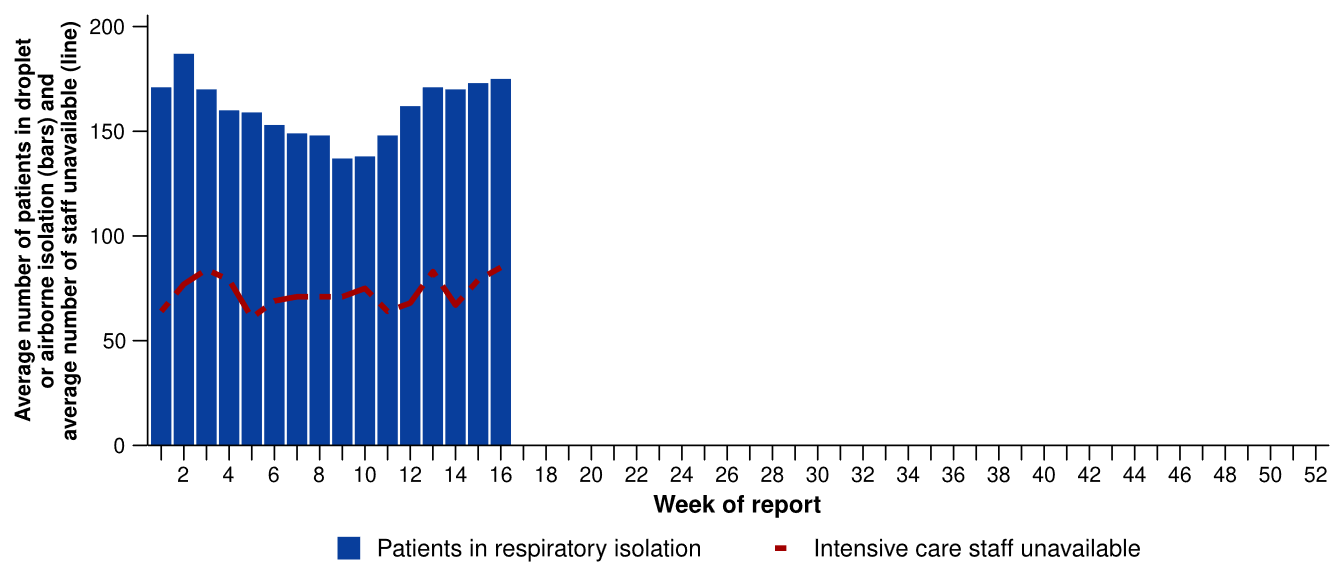 Average number of patients in droplet
or airborne isolation (bars) and
average number of staff unavailable (line)
200
150
100
50
0
2 4 6 8 10 12 14 16 18 20 22 24 26 28 30 32 34 36 38 40 42 44 46 48 50 52
Week of report
Patients in respiratory isolation
Intensive care staff unavailable